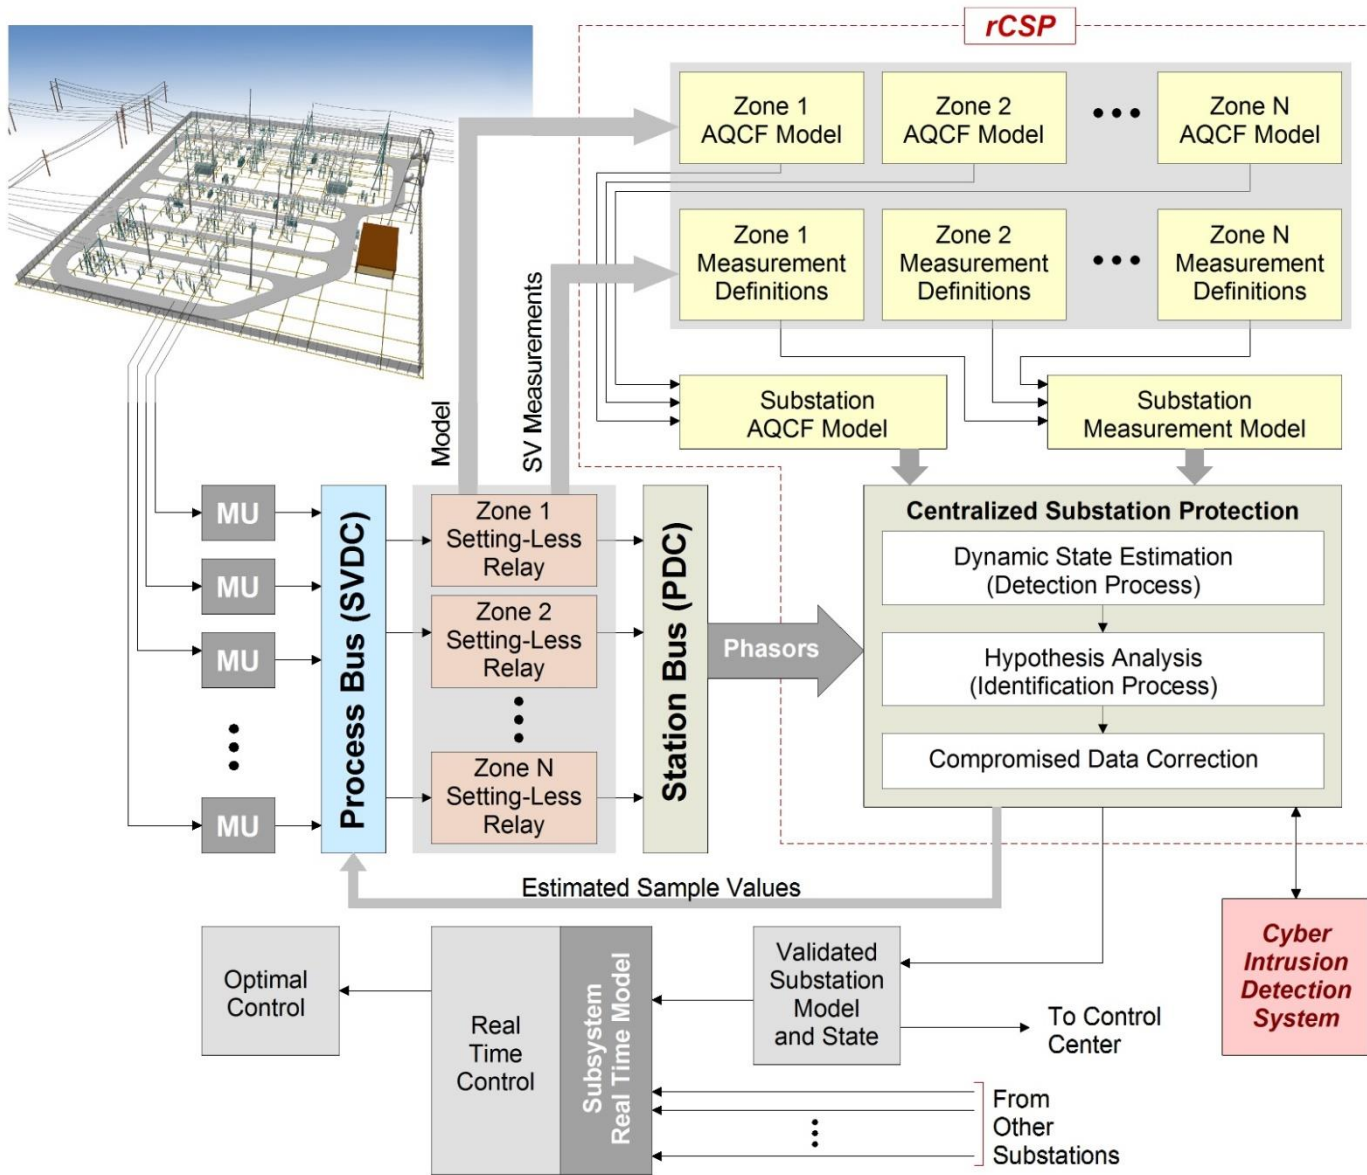 rCSP
Zone 1
AQCF Model
Zone 2
AQCF Model
Zone N
AQCF Model
Zone 1
Measurement
Definitions
Zone 2
Measurement
Definitions
Zone N
Measurement
Definitions
Model
SV Measurements
Substation
AQCF Model
Substation
Measurement Model
MU
MU
MU
MU
Process Bus (SVDC)
Zone 1
Setting-Less
Relay
Zone 2
Setting-Less
Relay
Zone N
Setting-Less
Relay
Station Bus (PDC)
Phasors
Centralized Substation Protection
Dynamic State Estimation
(Detection Process)
Hypothesis Analysis
(Identification Process)
Compromised Data Correction
Estimated Sample Values
Optimal
Control
Real
Time
Control
Subsystem
Real Time Model
Validated
Substation
Model
and State
To Control
Center
Cyber
Intrusion
Detection
System
From
Other
Substations